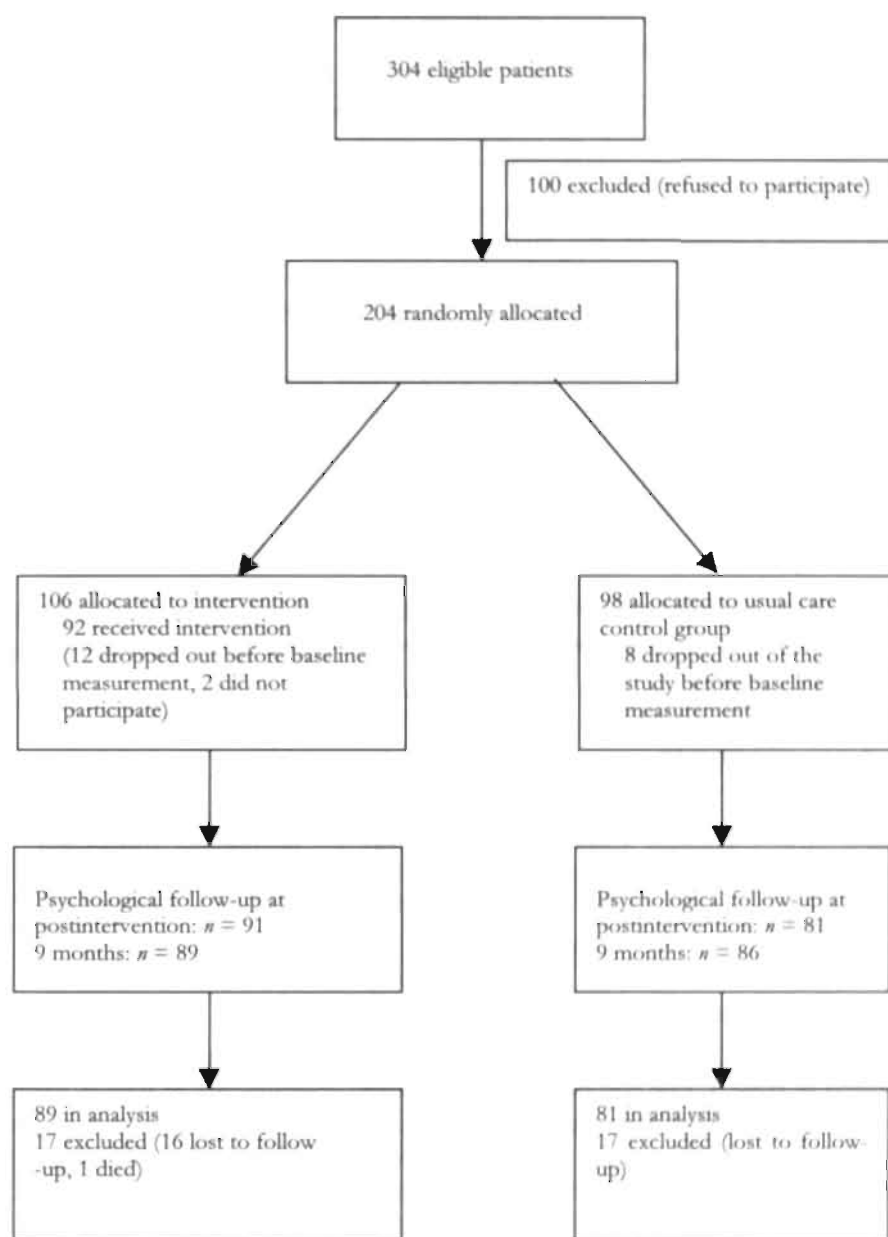 304 eligible patients
100 excluded (refused to participate)
204 randomly allocated
106 allocated to intervention
92 received intervention
(12 dropped out before baseline
measurement, 2 did not
participate)
98 allocated to usual care
control group
8 dropped out of the
study before baseline
measurement
Psychological follow-up at
postintervention: n = 91
9 months: n = 89
Psychological follow-up at
postintervention: n = 81
9 months: n = 86
89 in analysis
17 excluded (16 lost to follow
-up, 1 died)
81 in analysis
17 excluded (lost to follow-
up)